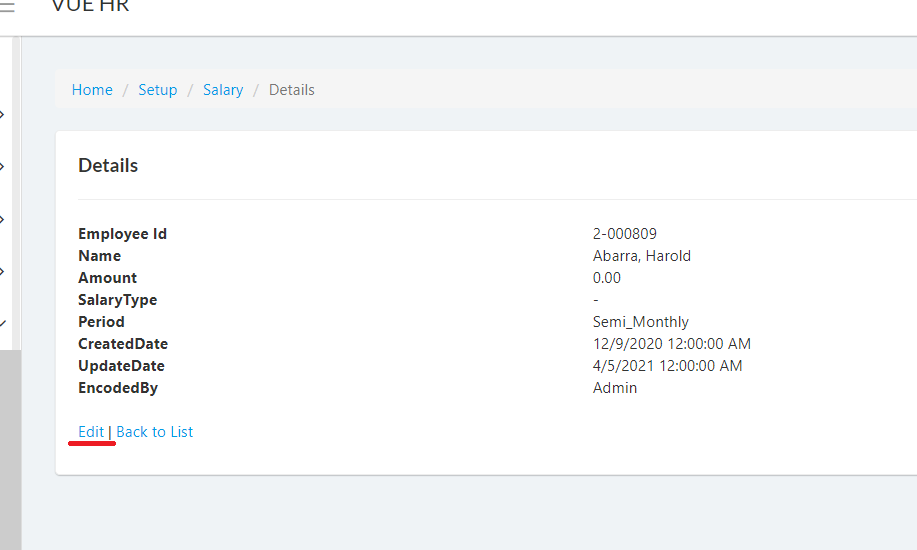 VUE HR
Home / Setup / Salary / Details
Details
Employee Id 2-000809
Name Abarra, Harold
Amount 0.00
SalaryType -
Period Semi_Monthly
CreatedDate 12/9/2020 12:00:00 AM
UpdateDate 4/5/2021 12:00:00 AM
EncodedBy Admin
Edit | Back to List